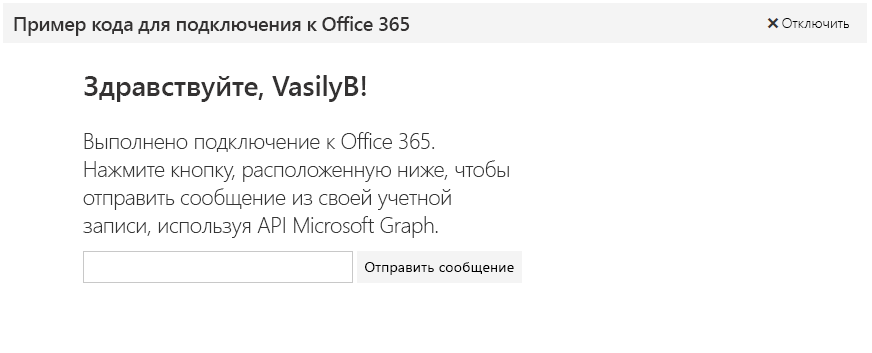 Пример кода для подключения к Office 365
✕ Отключить
Здравствуйте, VasilyB!
Выполнено подключение к Office 365.
Нажмите кнопку, расположенную ниже, чтобы
отправить сообщение из своей учетной
записи, используя API Microsoft Graph.
Отправить сообщение